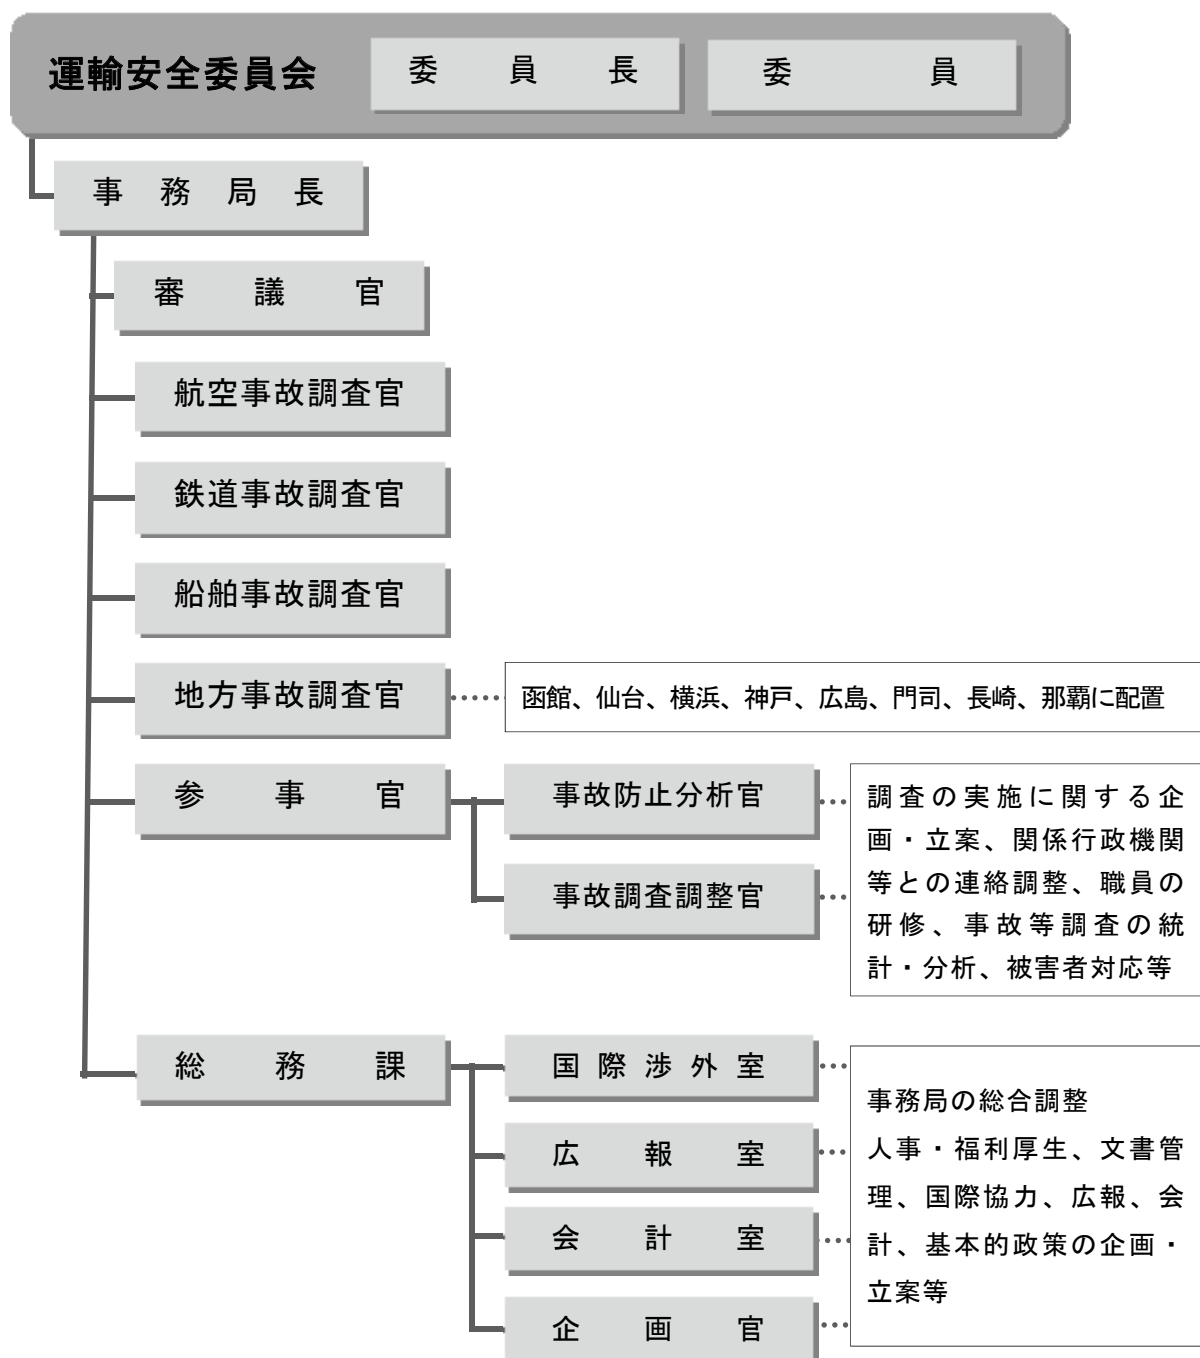 運輸安全委員会 委員長 委員
事務局長
審議官
航空事故調査官
鉄道事故調査官
船舶事故調査官
地方事故調査官
函館、仙台、横浜、神戸、広島、門司、長崎、那覇に配置
参事官
事故防止分析官
事故調査調整官
調査の実施に関する企
画・立案、関係行政機関
等との連絡調整、職員の
研修、事故等調査の統
計・分析、被害者対応等
総務課
国際渉外室
広報室
会計室
企画官
事務局の総合調整
人事・福利厚生、文書管
理、国際協力、広報、会
計、基本的政策の企画・
立案等